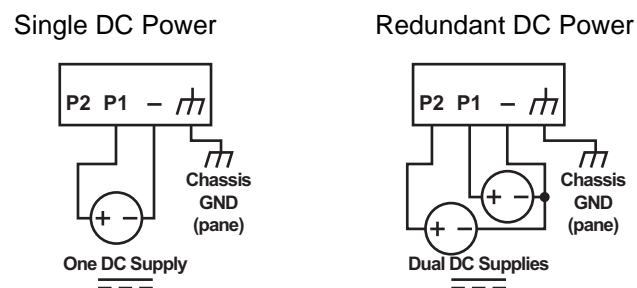 Single DC Power
Redundant DC Power
P2 P1 –
Chassis
GND
(pane)
+ –
One DC Supply
P2 P1 –
Chassis
GND
(pane)
+ –
+ –
Dual DC Supplies